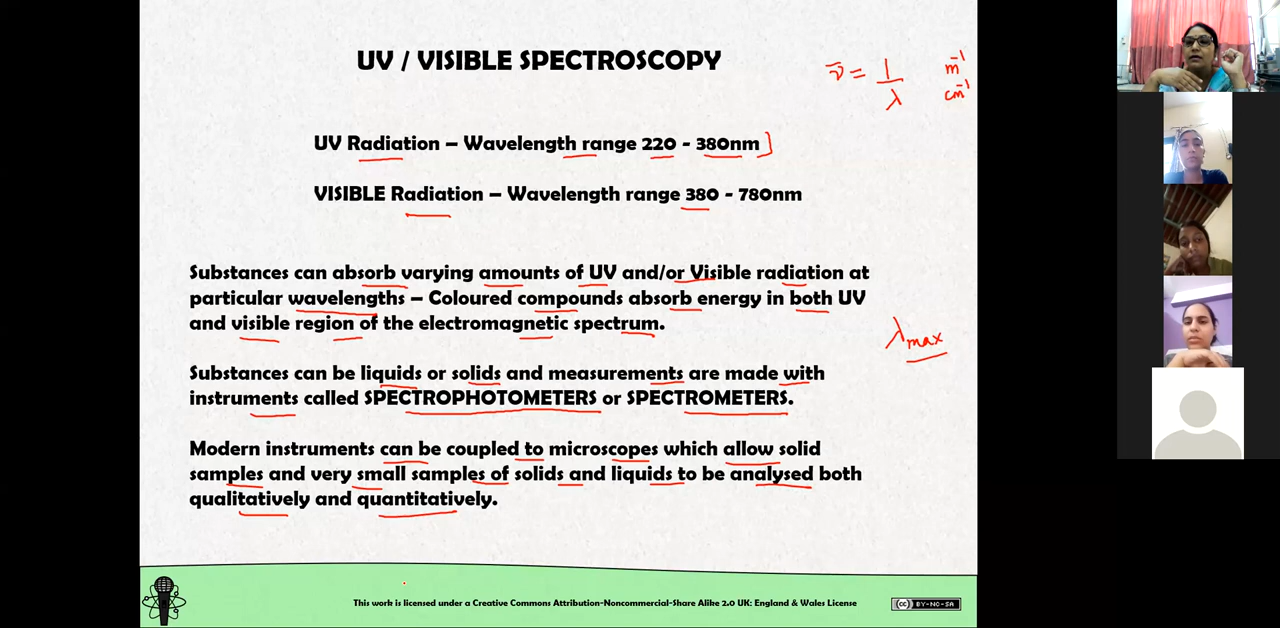 UV / VISIBLE SPECTROSCOPY
ν̄ = 1/λ m⁻¹
cm⁻¹
UV Radiation – Wavelength range 220 - 380nm
VISIBLE Radiation – Wavelength range 380 - 780nm
Substances can absorb varying amounts of UV and/or Visible radiation at
particular wavelengths – Coloured compounds absorb energy in both UV
and visible region of the electromagnetic spectrum.
λmax
Substances can be liquids or solids and measurements are made with
instruments called SPECTROPHOTOMETERS or SPECTROMETERS.
Modern instruments can be coupled to microscopes which allow solid
samples and very small samples of solids and liquids to be analysed both
qualitatively and quantitatively.
This work is licensed under a Creative Commons Attribution-Noncommercial-Share Alike 2.0 UK: England & Wales License
cc BY-NC-SA